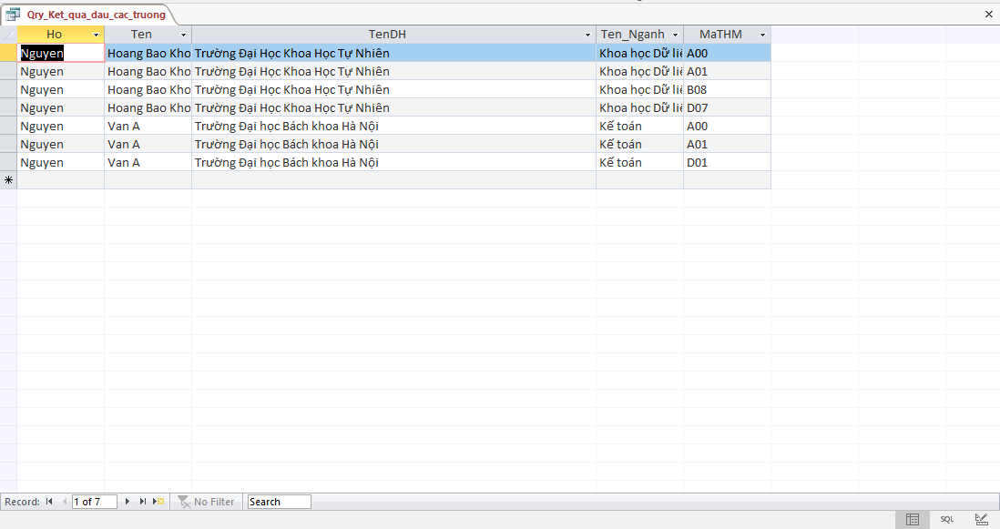 Qry_Ket_qua_dau_cac_truong
Ho Ten TenDH Ten_Nganh MaTHM
Nguyen Hoang Bao Kho Trường Đại Học Khoa Học Tự Nhiên Khoa học Dữ liệ A00
Nguyen Hoang Bao Kho Trường Đại Học Khoa Học Tự Nhiên Khoa học Dữ liệ A01
Nguyen Hoang Bao Kho Trường Đại Học Khoa Học Tự Nhiên Khoa học Dữ liệ B08
Nguyen Hoang Bao Kho Trường Đại Học Khoa Học Tự Nhiên Khoa học Dữ liệ D07
Nguyen Van A Trường Đại học Bách khoa Hà Nội Kế toán A00
Nguyen Van A Trường Đại học Bách khoa Hà Nội Kế toán A01
Nguyen Van A Trường Đại học Bách khoa Hà Nội Kế toán D01
Record: 1 of 7 No Filter Search
SQL